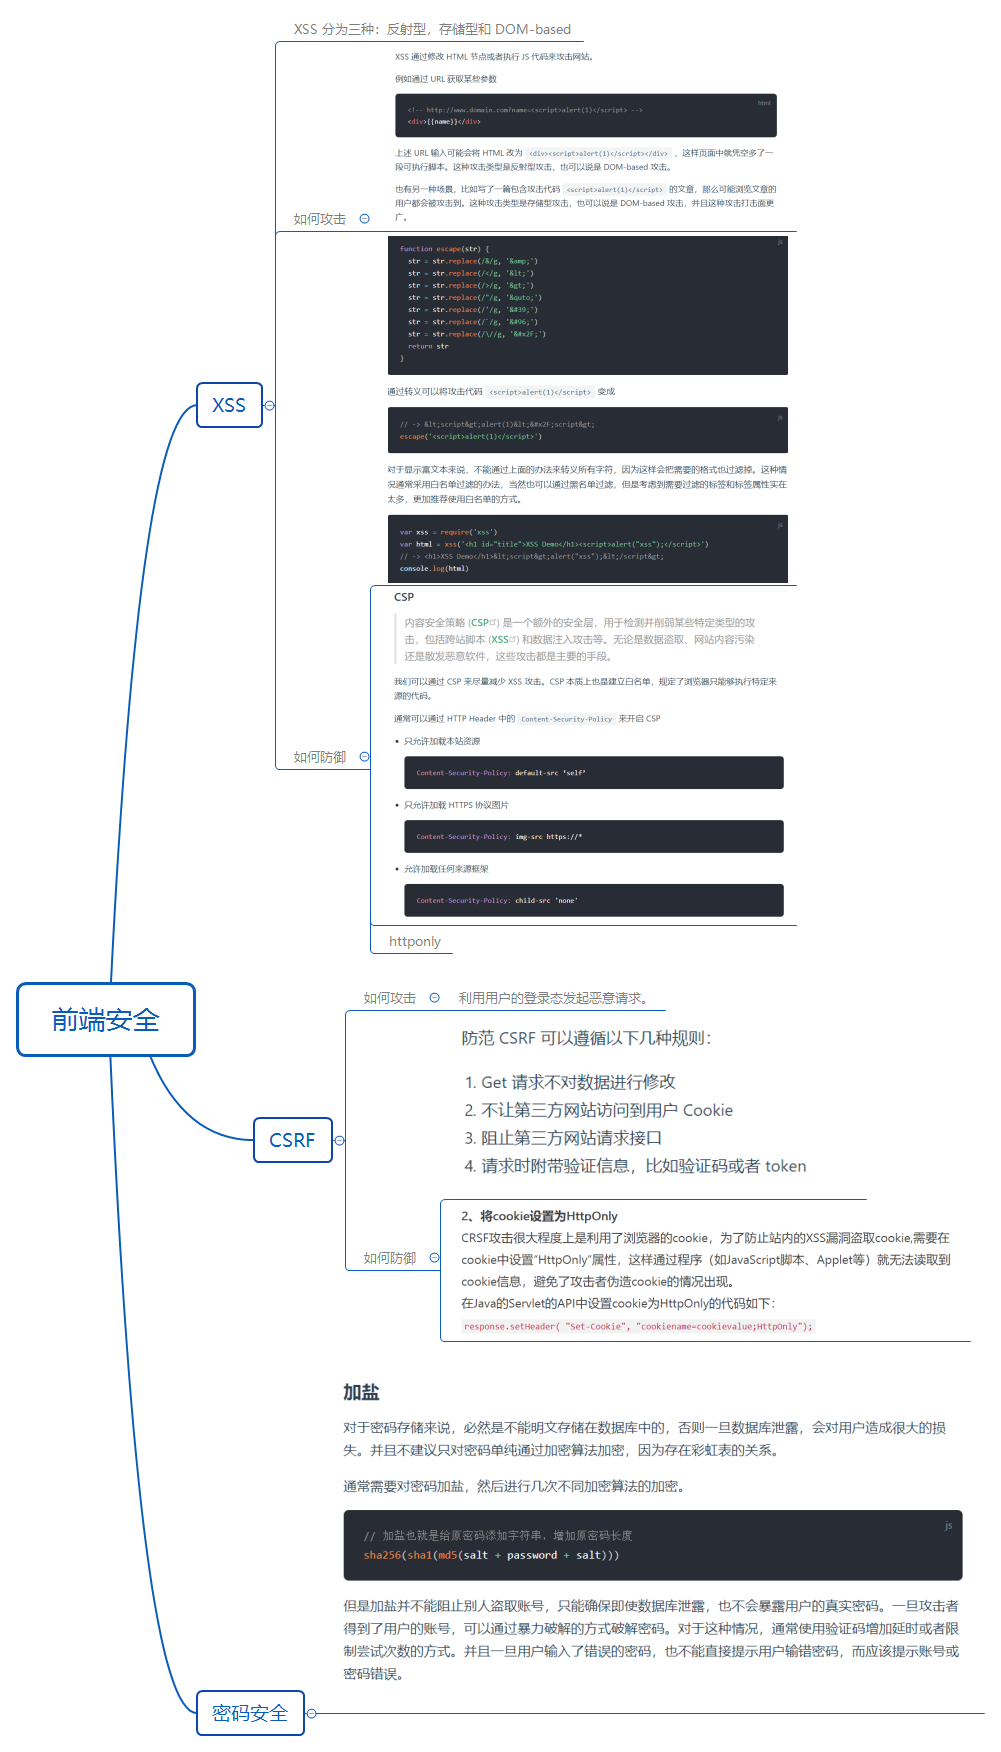 XSS 分为三种：反射型，存储型和 DOM-based
XSS 通过修改 HTML 节点或者执行 JS 代码来攻击网站。
例如通过 URL 获取某些参数
html
<!-- http://www.domain.com?name=<script>alert(1)</script> -->
<div>{{name}}</div>
上述 URL 输入可能会将 HTML 改为 <div><script>alert(1)</script></div> ，这样页面中就凭空多了一
段可执行脚本。这种攻击类型是反射型攻击，也可以说是 DOM-based 攻击。
也有另一种场景，比如写了一篇包含攻击代码 <script>alert(1)</script> 的文章，那么可能浏览文章的
用户都会被攻击到。这种攻击类型是存储型攻击，也可以说是 DOM-based 攻击，并且这种攻击打击面更
广。
如何攻击
js
function escape(str) {
str = str.replace(/&/g, '&amp;')
str = str.replace(/</g, '&lt;')
str = str.replace(/>/g, '&gt;')
str = str.replace(/"/g, '&quto;')
str = str.replace(/'/g, '&#39;')
str = str.replace(/`/g, '&#96;')
str = str.replace(/\//g, '&#x2F;')
return str
}
通过转义可以将攻击代码 <script>alert(1)</script> 变成
js
// -> &lt;script&gt;alert(1)&lt;&#x2F;script&gt;
escape('<script>alert(1)</script>')
对于显示富文本来说，不能通过上面的办法来转义所有字符，因为这样会把需要的格式也过滤掉。这种情
况通常采用白名单过滤的办法，当然也可以通过黑名单过滤，但是考虑到需要过滤的标签和标签属性实在
太多，更加推荐使用白名单的方式。
js
var xss = require('xss')
var html = xss('<h1 id="title">XSS Demo</h1><script>alert("xss");</script>')
// -> <h1>XSS Demo</h1>&lt;script&gt;alert("xss");&lt;/script&gt;
console.log(html)
XSS
CSP
内容安全策略 (CSP) 是一个额外的安全层，用于检测并削弱某些特定类型的攻
击，包括跨站脚本 (XSS) 和数据注入攻击等。无论是数据盗取、网站内容污染
还是散发恶意软件，这些攻击都是主要的手段。
我们可以通过 CSP 来尽量减少 XSS 攻击。CSP 本质上也是建立白名单，规定了浏览器只能够执行特定来
源的代码。
通常可以通过 HTTP Header 中的 Content-Security-Policy 来开启 CSP
• 只允许加载本站资源
Content-Security-Policy: default-src ‘self’
• 只允许加载 HTTPS 协议图片
Content-Security-Policy: img-src https://*
• 允许加载任何来源框架
Content-Security-Policy: child-src 'none'
如何防御
httponly
前端安全
如何攻击
利用用户的登录态发起恶意请求。
防范 CSRF 可以遵循以下几种规则：
1. Get 请求不对数据进行修改
2. 不让第三方网站访问到用户 Cookie
3. 阻止第三方网站请求接口
4. 请求时附带验证信息，比如验证码或者 token
CSRF
2、将cookie设置为HttpOnly
CRSF攻击很大程度上是利用了浏览器的cookie，为了防止站内的XSS漏洞盗取cookie,需要在
cookie中设置“HttpOnly”属性，这样通过程序（如JavaScript脚本、Applet等）就无法读取到
cookie信息，避免了攻击者伪造cookie的情况出现。
在Java的Servlet的API中设置cookie为HttpOnly的代码如下：
response.setHeader( "Set-Cookie", "cookiename=cookievalue;HttpOnly");
如何防御
加盐
对于密码存储来说，必然是不能明文存储在数据库中的，否则一旦数据库泄露，会对用户造成很大的损
失。并且不建议只对密码单纯通过加密算法加密，因为存在彩虹表的关系。
通常需要对密码加盐，然后进行几次不同加密算法的加密。
js
// 加盐也就是给原密码添加字符串，增加原密码长度
sha256(sha1(md5(salt + password + salt)))
但是加盐并不能阻止别人盗取账号，只能确保即使数据库泄露，也不会暴露用户的真实密码。一旦攻击者
得到了用户的账号，可以通过暴力破解的方式破解密码。对于这种情况，通常使用验证码增加延时或者限
制尝试次数的方式。并且一旦用户输入了错误的密码，也不能直接提示用户输错密码，而应该提示账号或
密码错误。
密码安全